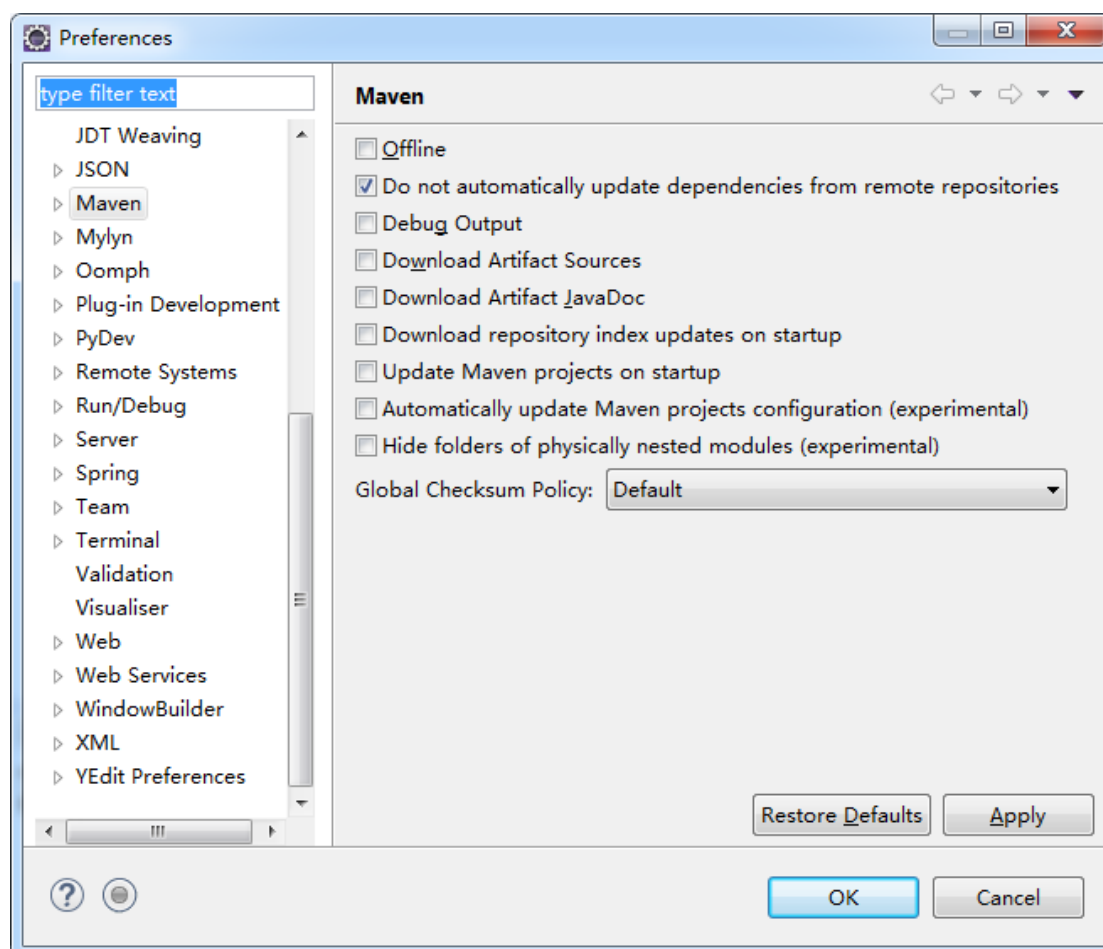 Preferences
type filter text
JDT Weaving
JSON
Maven
Mylyn
Oomph
Plug-in Development
PyDev
Remote Systems
Run/Debug
Server
Spring
Team
Terminal
Validation
Visualiser
Web
Web Services
WindowBuilder
XML
YEdit Preferences
Maven
Offline
Do not automatically update dependencies from remote repositories
Debug Output
Download Artifact Sources
Download Artifact JavaDoc
Download repository index updates on startup
Update Maven projects on startup
Automatically update Maven projects configuration (experimental)
Hide folders of physically nested modules (experimental)
Global Checksum Policy: Default
Restore Defaults Apply
OK Cancel